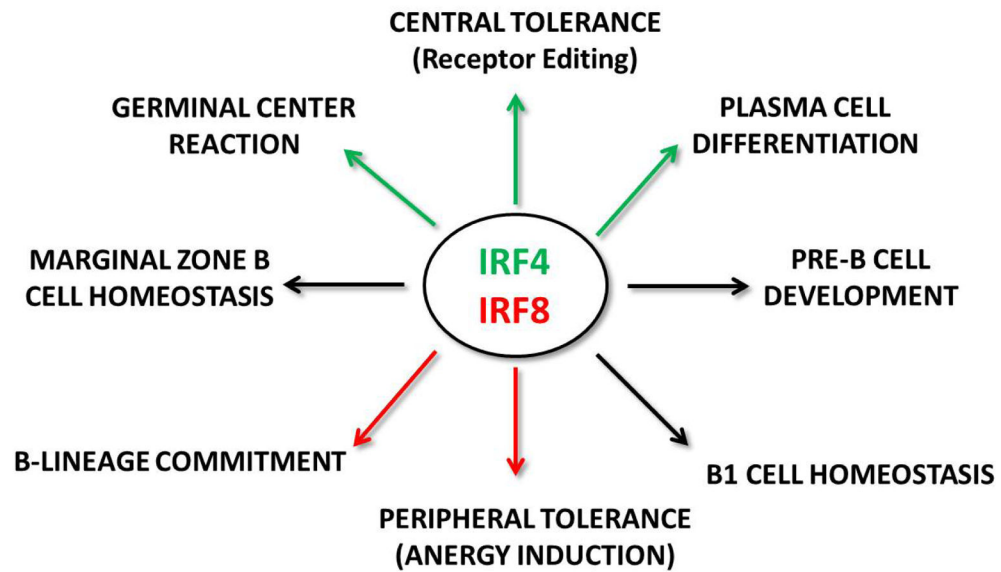 CENTRAL TOLERANCE
(Receptor Editing)
GERMINAL CENTER
REACTION
PLASMA CELL
DIFFERENTIATION
MARGINAL ZONE B
CELL HOMEOSTASIS
IRF4
IRF8
PRE-B CELL
DEVELOPMENT
B-LINEAGE COMMITMENT
B1 CELL HOMEOSTASIS
PERIPHERAL TOLERANCE
(ANERGY INDUCTION)